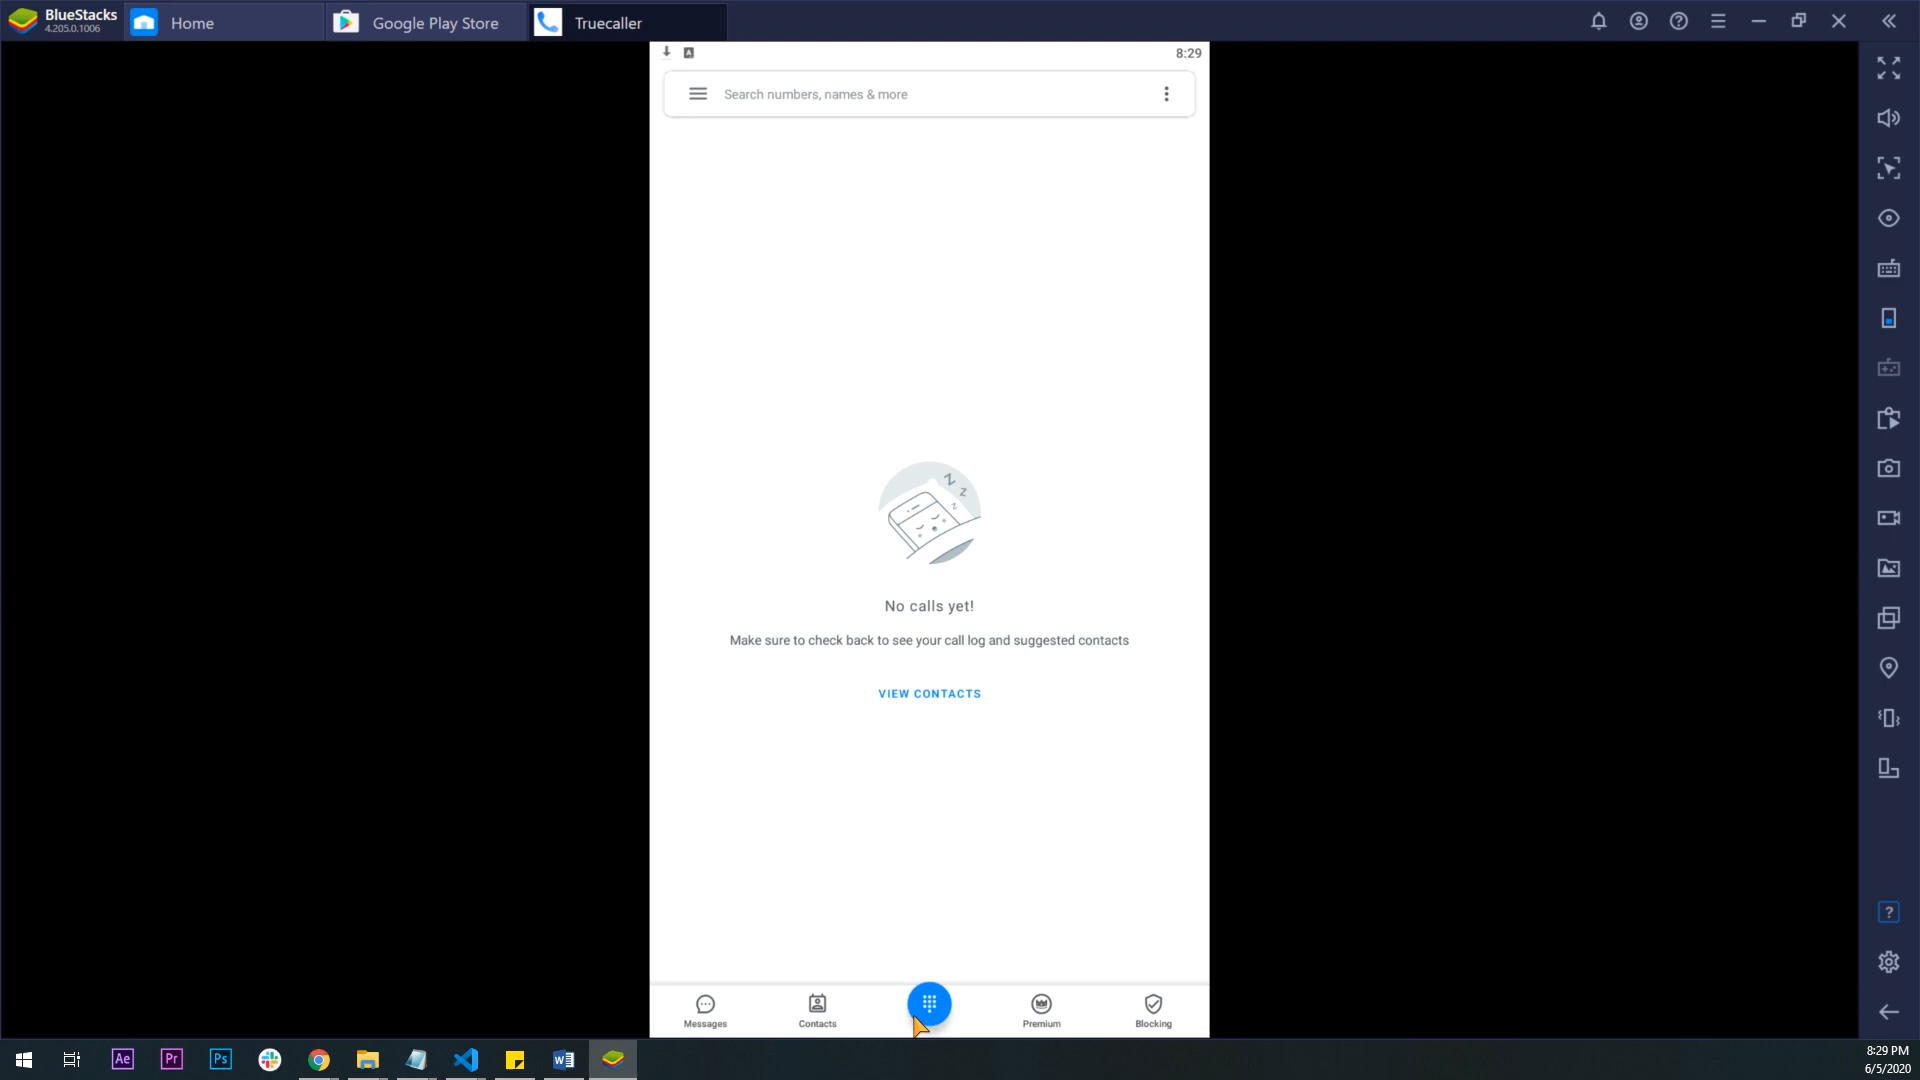 BlueStacks
4.205.0.1006
Home
Google Play Store
Truecaller
8:29
Search numbers, names & more
Z
Z
Z
No calls yet!
Make sure to check back to see your call log and suggested contacts
VIEW CONTACTS
Messages
Contacts
Premium
Blocking
Ae
Pr
Ps
8:29 PM
6/5/2020